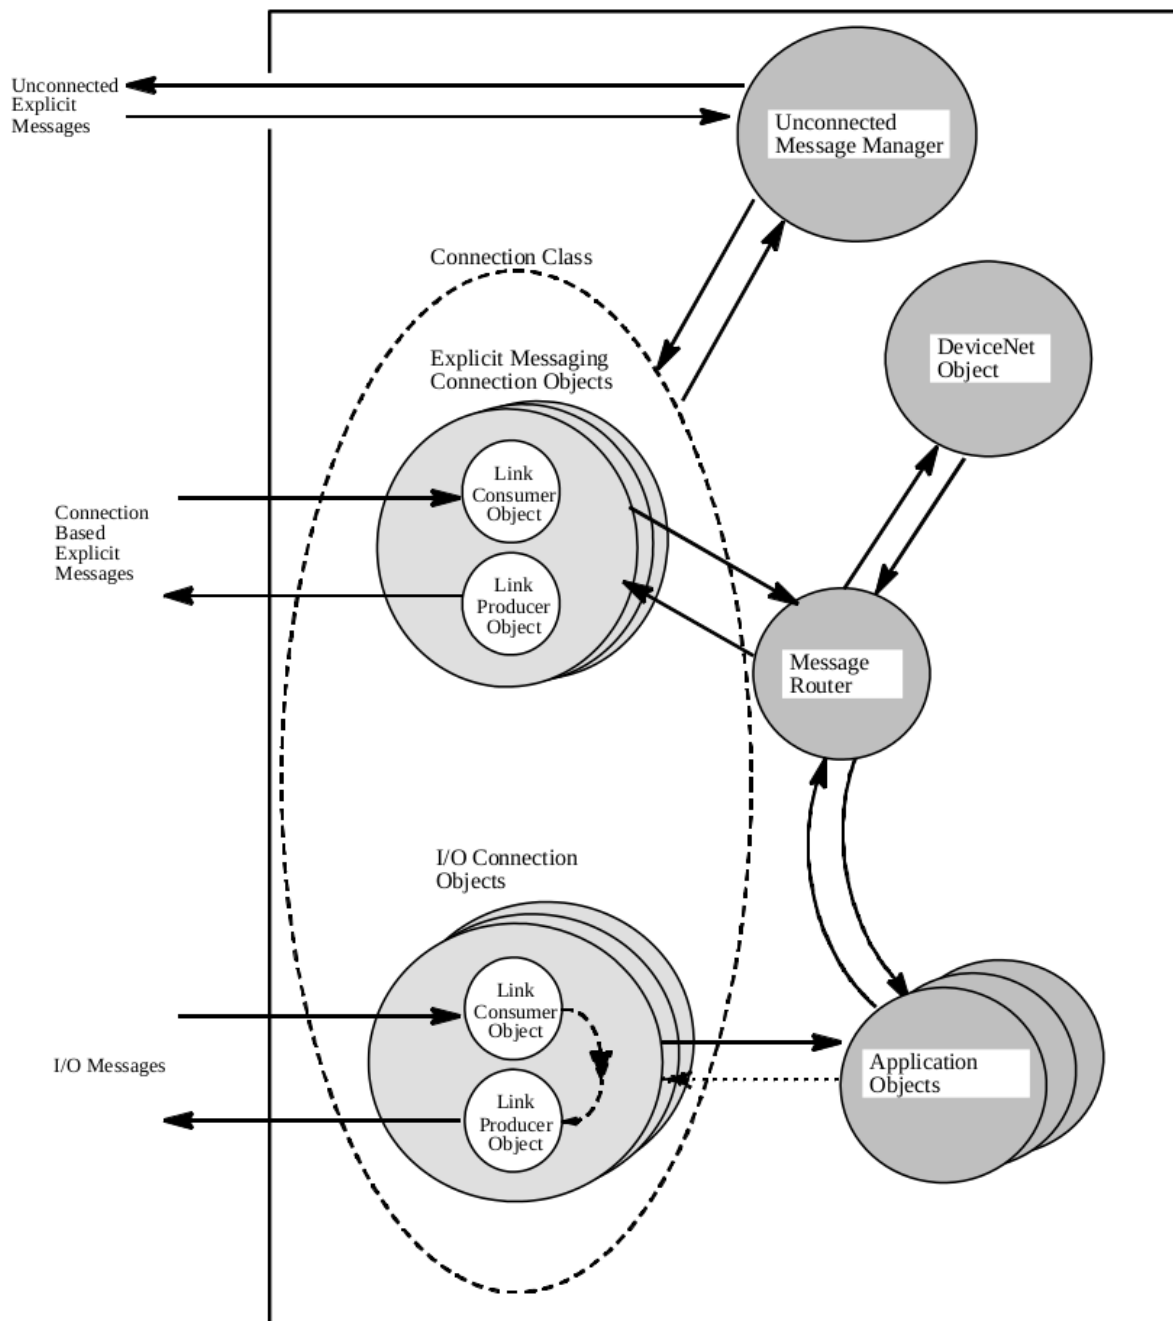 Unconnected
Explicit
Messages
Unconnected
Message Manager
Connection Class
DeviceNet
Object
Explicit Messaging
Connection Objects
Link
Consumer
Object
Connection
Based
Explicit
Messages
Link
Producer
Object
Message
Router
I/O Connection
Objects
Link
Consumer
Object
I/O Messages
Application
Objects
Link
Producer
Object